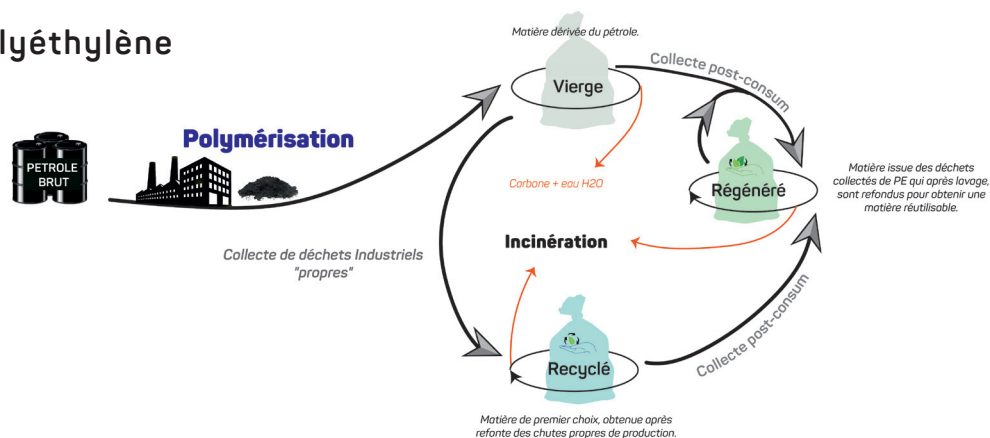 lyéthylène
Matière dérivée du pétrole.
Collecte post-consum
Vierge
Polymérisation
PETROLE
BRUT
Carbone + eau H2O
Régénéré
Matière issue des déchets
collectés de PE qui après lavage,
sont refondus pour obtenir une
matière réutilisable.
Incinération
Collecte de déchets Industriels
"propres"
Collecte post-consum
Recyclé
Matière de premier choix, obtenue après
refonte des chutes propres de production.